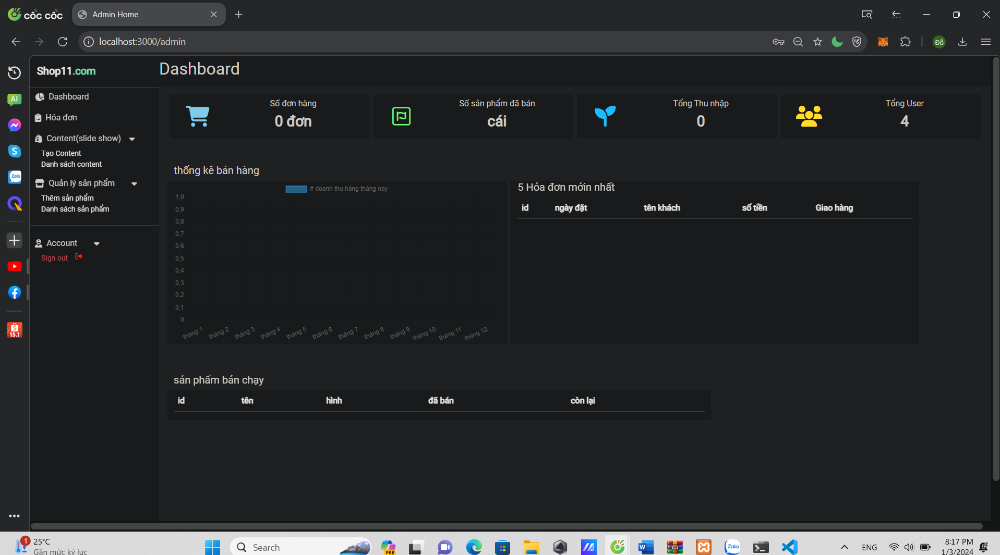 cốc cốc
Admin Home
localhost:3000/admin
Đỗ
Shop11.com
Dashboard
Hóa đơn
Content(slide show)
Tạo Content
Danh sách content
Quản lý sản phẩm
Thêm sản phẩm
Danh sách sản phẩm
Account
Sign out
AI
Zalo
15.1
Dashboard
Số đơn hàng
0 đơn
Số sản phẩm đã bán
cái
Tổng Thu nhập
0
Tổng User
4
thống kê bán hàng
# doanh thu hàng tháng nay
1,0
0,9
0,8
0,7
0,6
0,5
0,4
0,3
0,2
0,1
0
tháng 1 tháng 2 tháng 3 tháng 4 tháng 5 tháng 6 tháng 7 tháng 8 tháng 9 tháng 10 tháng 11 tháng 12
5 Hóa đơn mớin nhất
id ngày đặt tên khách số tiền Giao hàng
sản phẩm bán chạy
id tên hình đã bán còn lại
1
25°C
Gần mức kỷ lục
Search
PRE
W
Zalo
ENG
8:17 PM
1/3/2024